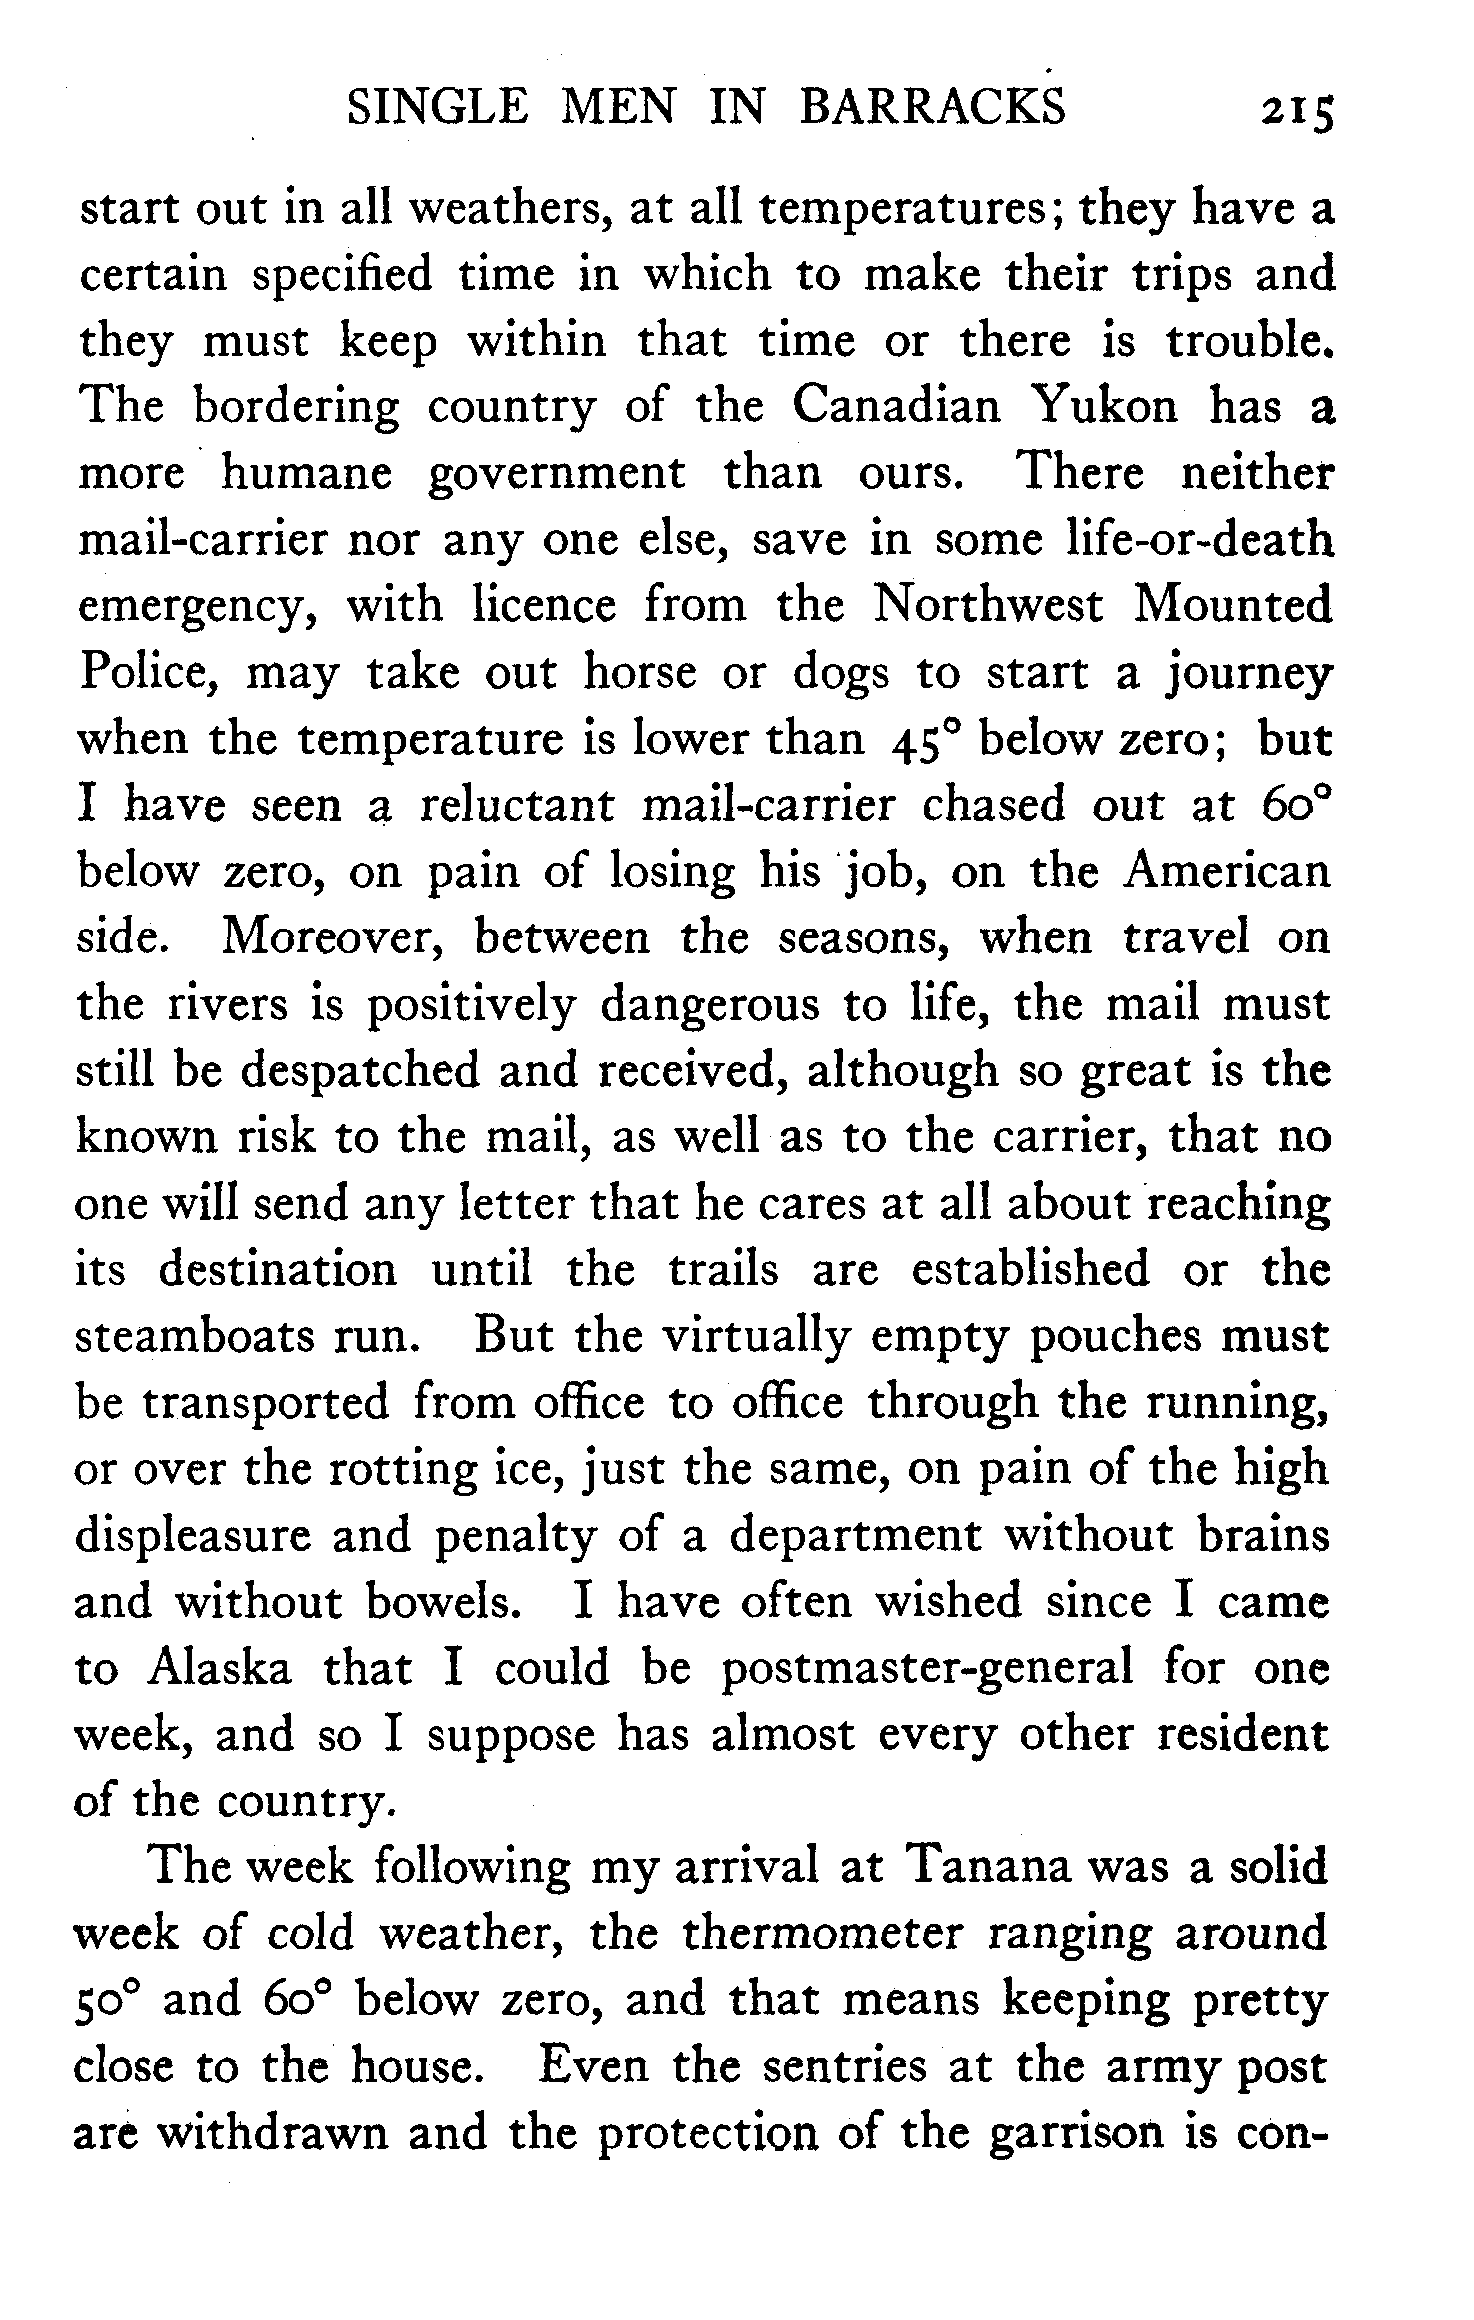 SINGLE MEN IN BARRACKS 215
start out in all weathers, at all temperatures; they have a
certain specified time in which to make their trips and
they must keep within that time or there is trouble.
The bordering country of the Canadian Yukon has a
more humane government than ours. There neither
mail-carrier nor any one else, save in some life-or-death
emergency, with licence from the Northwest Mounted
Police, may take out horse or dogs to start a journey
when the temperature is lower than 45° below zero; but
I have seen a reluctant mail-carrier chased out at 60°
below zero, on pain of losing his job, on the American
side. Moreover, between the seasons, when travel on
the rivers is positively dangerous to life, the mail must
still be despatched and received, although so great is the
known risk to the mail, as well as to the carrier, that no
one will send any letter that he cares at all about reaching
its destination until the trails are established or the
steamboats run. But the virtually empty pouches must
be transported from office to office through the running,
or over the rotting ice, just the same, on pain of the high
displeasure and penalty of a department without brains
and without bowels. I have often wished since I came
to Alaska that I could be postmaster-general for one
week, and so I suppose has almost every other resident
of the country.
The week following my arrival at Tanana was a solid
week of cold weather, the thermometer ranging around
50° and 60° below zero, and that means keeping pretty
close to the house. Even the sentries at the army post
are withdrawn and the protection of the garrison is con-